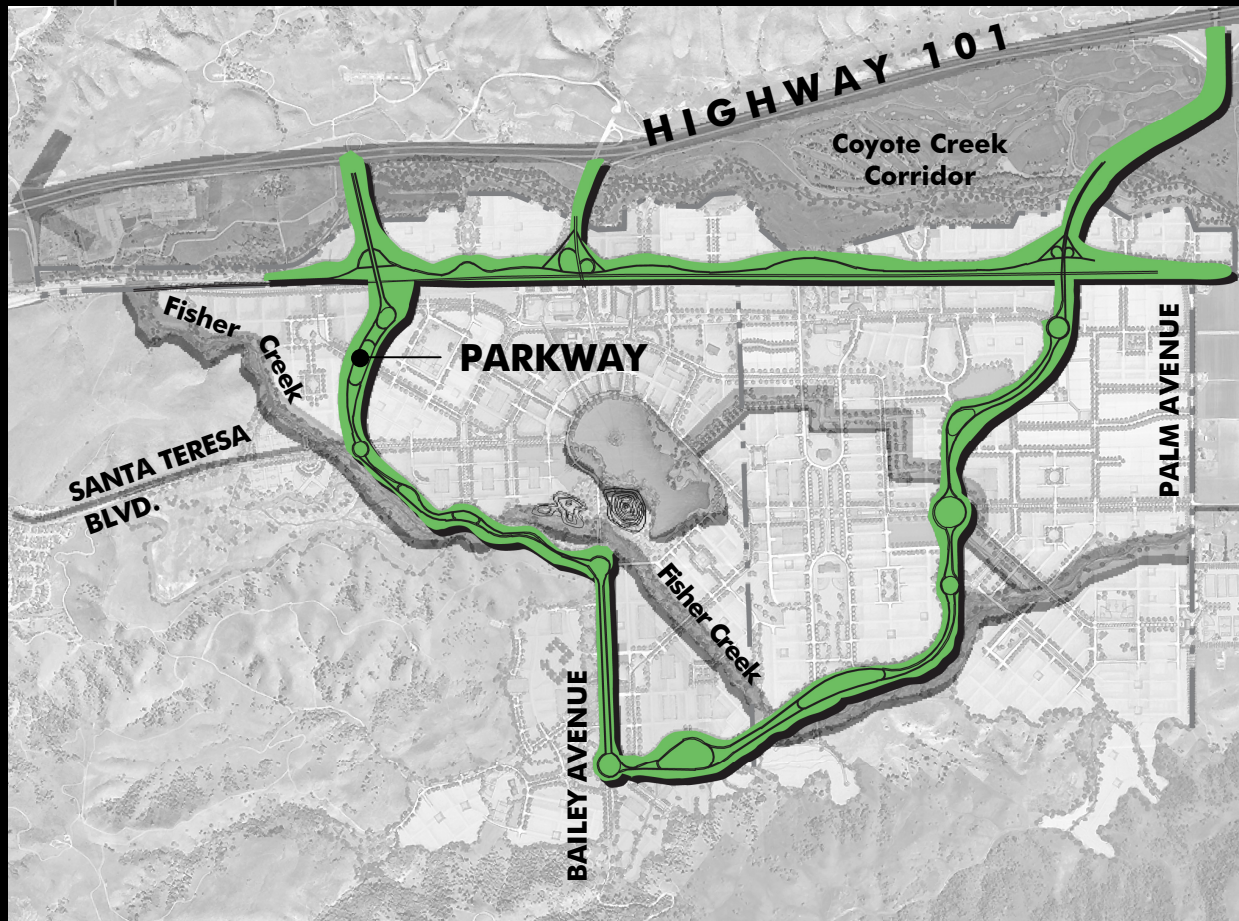 HIGHWAY 101
Coyote Creek
Corridor
Fisher
Creek
PARKWAY
PALM AVENUE
SANTA TERESA
BLVD.
Fisher Creek
BAILEY AVENUE